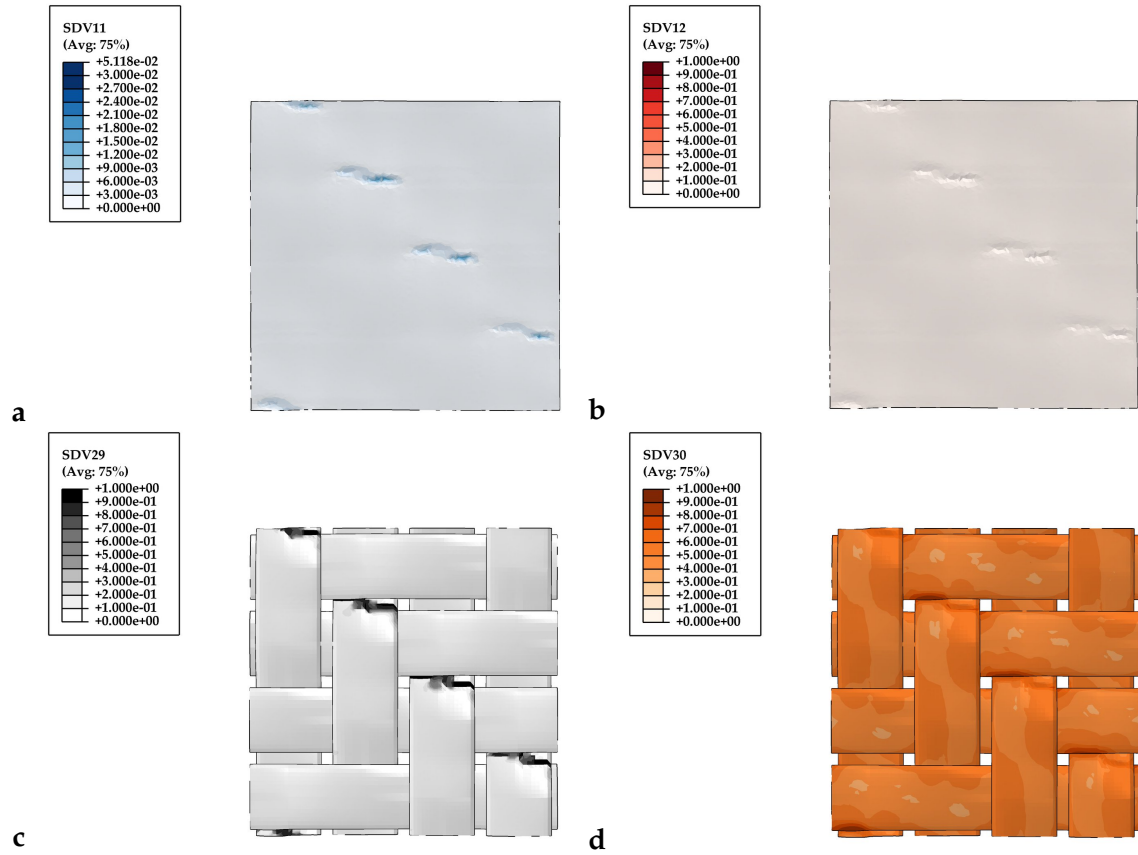 SDV11
(Avg: 75%)
+5.118e-02
+3.000e-02
+2.700e-02
+2.400e-02
+2.100e-02
+1.800e-02
+1.500e-02
+1.200e-02
+9.000e-03
+6.000e-03
+3.000e-03
+0.000e+00
a
SDV12
(Avg: 75%)
+1.000e+00
+9.000e-01
+8.000e-01
+7.000e-01
+6.000e-01
+5.000e-01
+4.000e-01
+3.000e-01
+2.000e-01
+1.000e-01
+0.000e+00
b
SDV29
(Avg: 75%)
+1.000e+00
+9.000e-01
+8.000e-01
+7.000e-01
+6.000e-01
+5.000e-01
+4.000e-01
+3.000e-01
+2.000e-01
+1.000e-01
+0.000e+00
c
SDV30
(Avg: 75%)
+1.000e+00
+9.000e-01
+8.000e-01
+7.000e-01
+6.000e-01
+5.000e-01
+4.000e-01
+3.000e-01
+2.000e-01
+1.000e-01
+0.000e+00
d